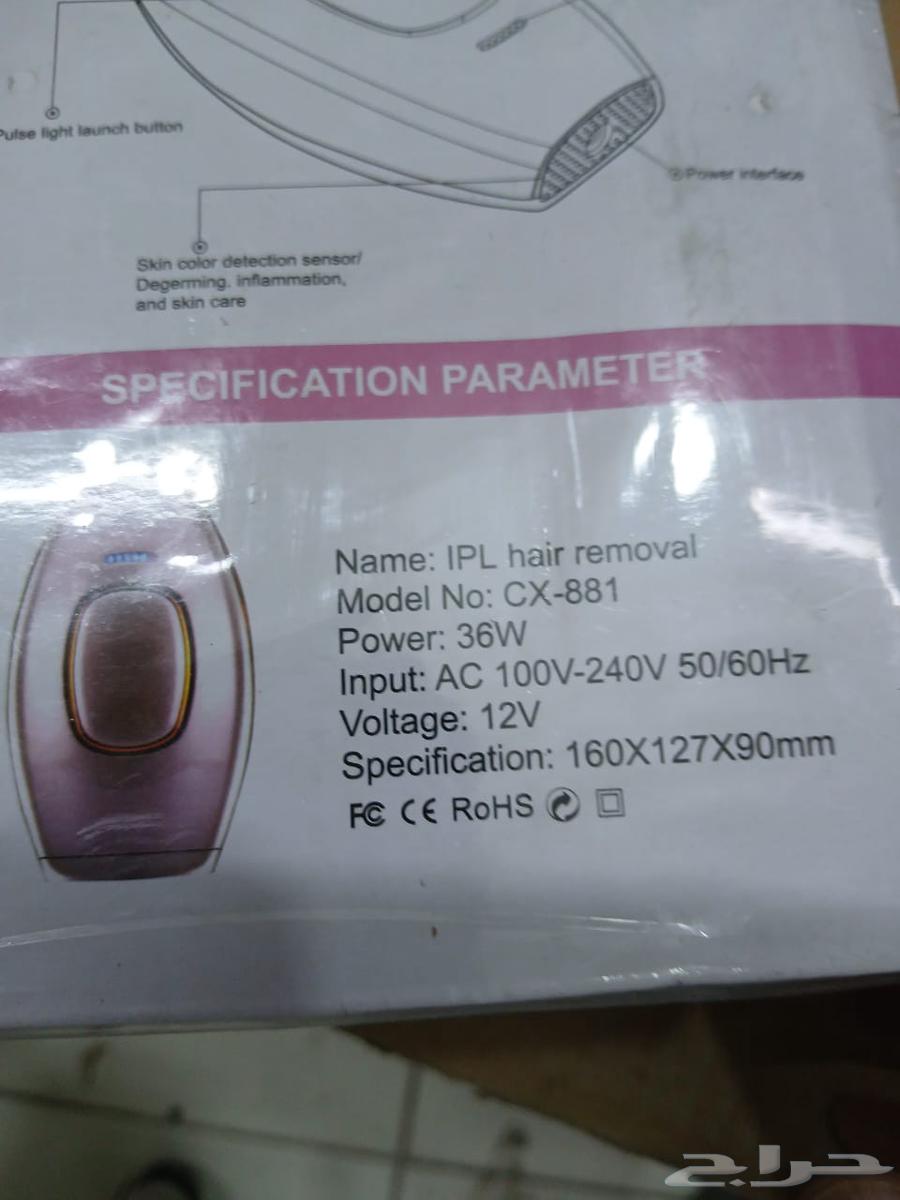 Pulse light launch button
Power interface
Skin color detection sensor/
Degerming. inflammation,
and skin care
SPECIFICATION PARAMETER
Name: IPL hair removal
Model No: CX-881
Power: 36W
Input: AC 100V-240V 50/60Hz
Voltage: 12V
Specification: 160X127X90mm
FC CE RoHS
حراج